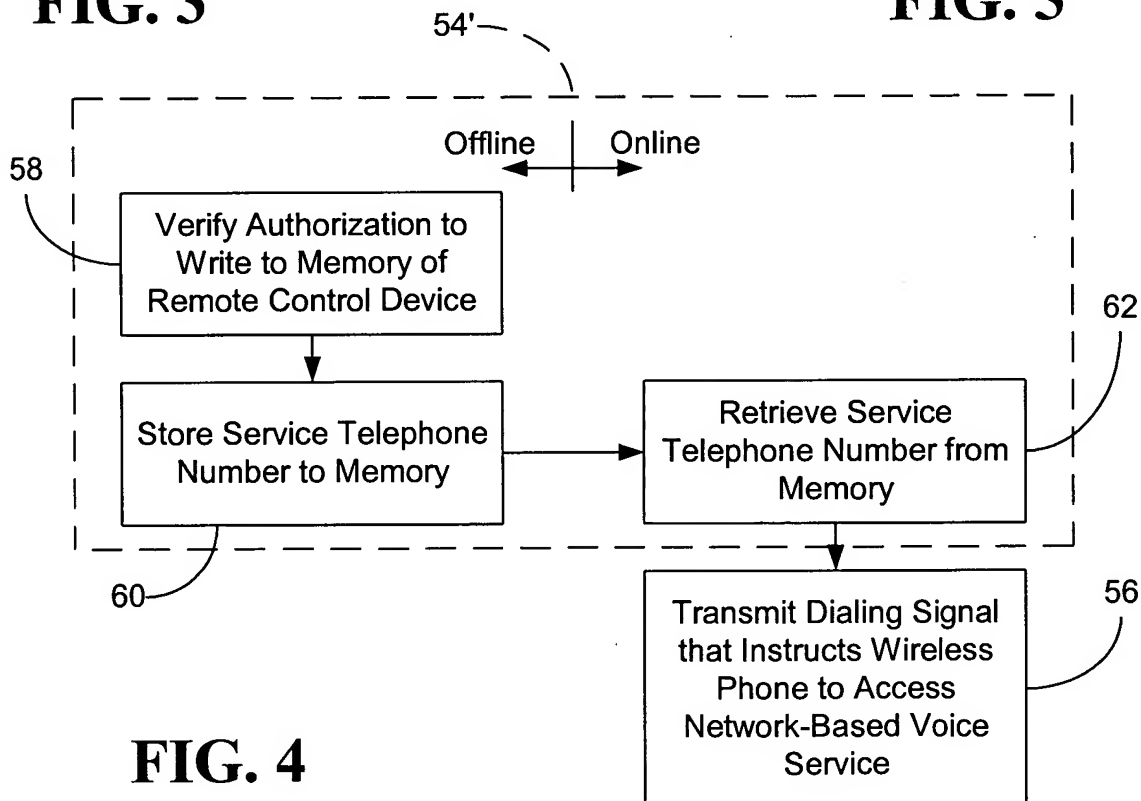 FIG. 3
FIG. 5
54'
Offline
Online
58
Verify Authorization to
Write to Memory of
Remote Control Device
62
Store Service Telephone
Number to Memory
Retrieve Service
Telephone Number from
Memory
60
56
Transmit Dialing Signal
that Instructs Wireless
Phone to Access
Network-Based Voice
Service
FIG. 4